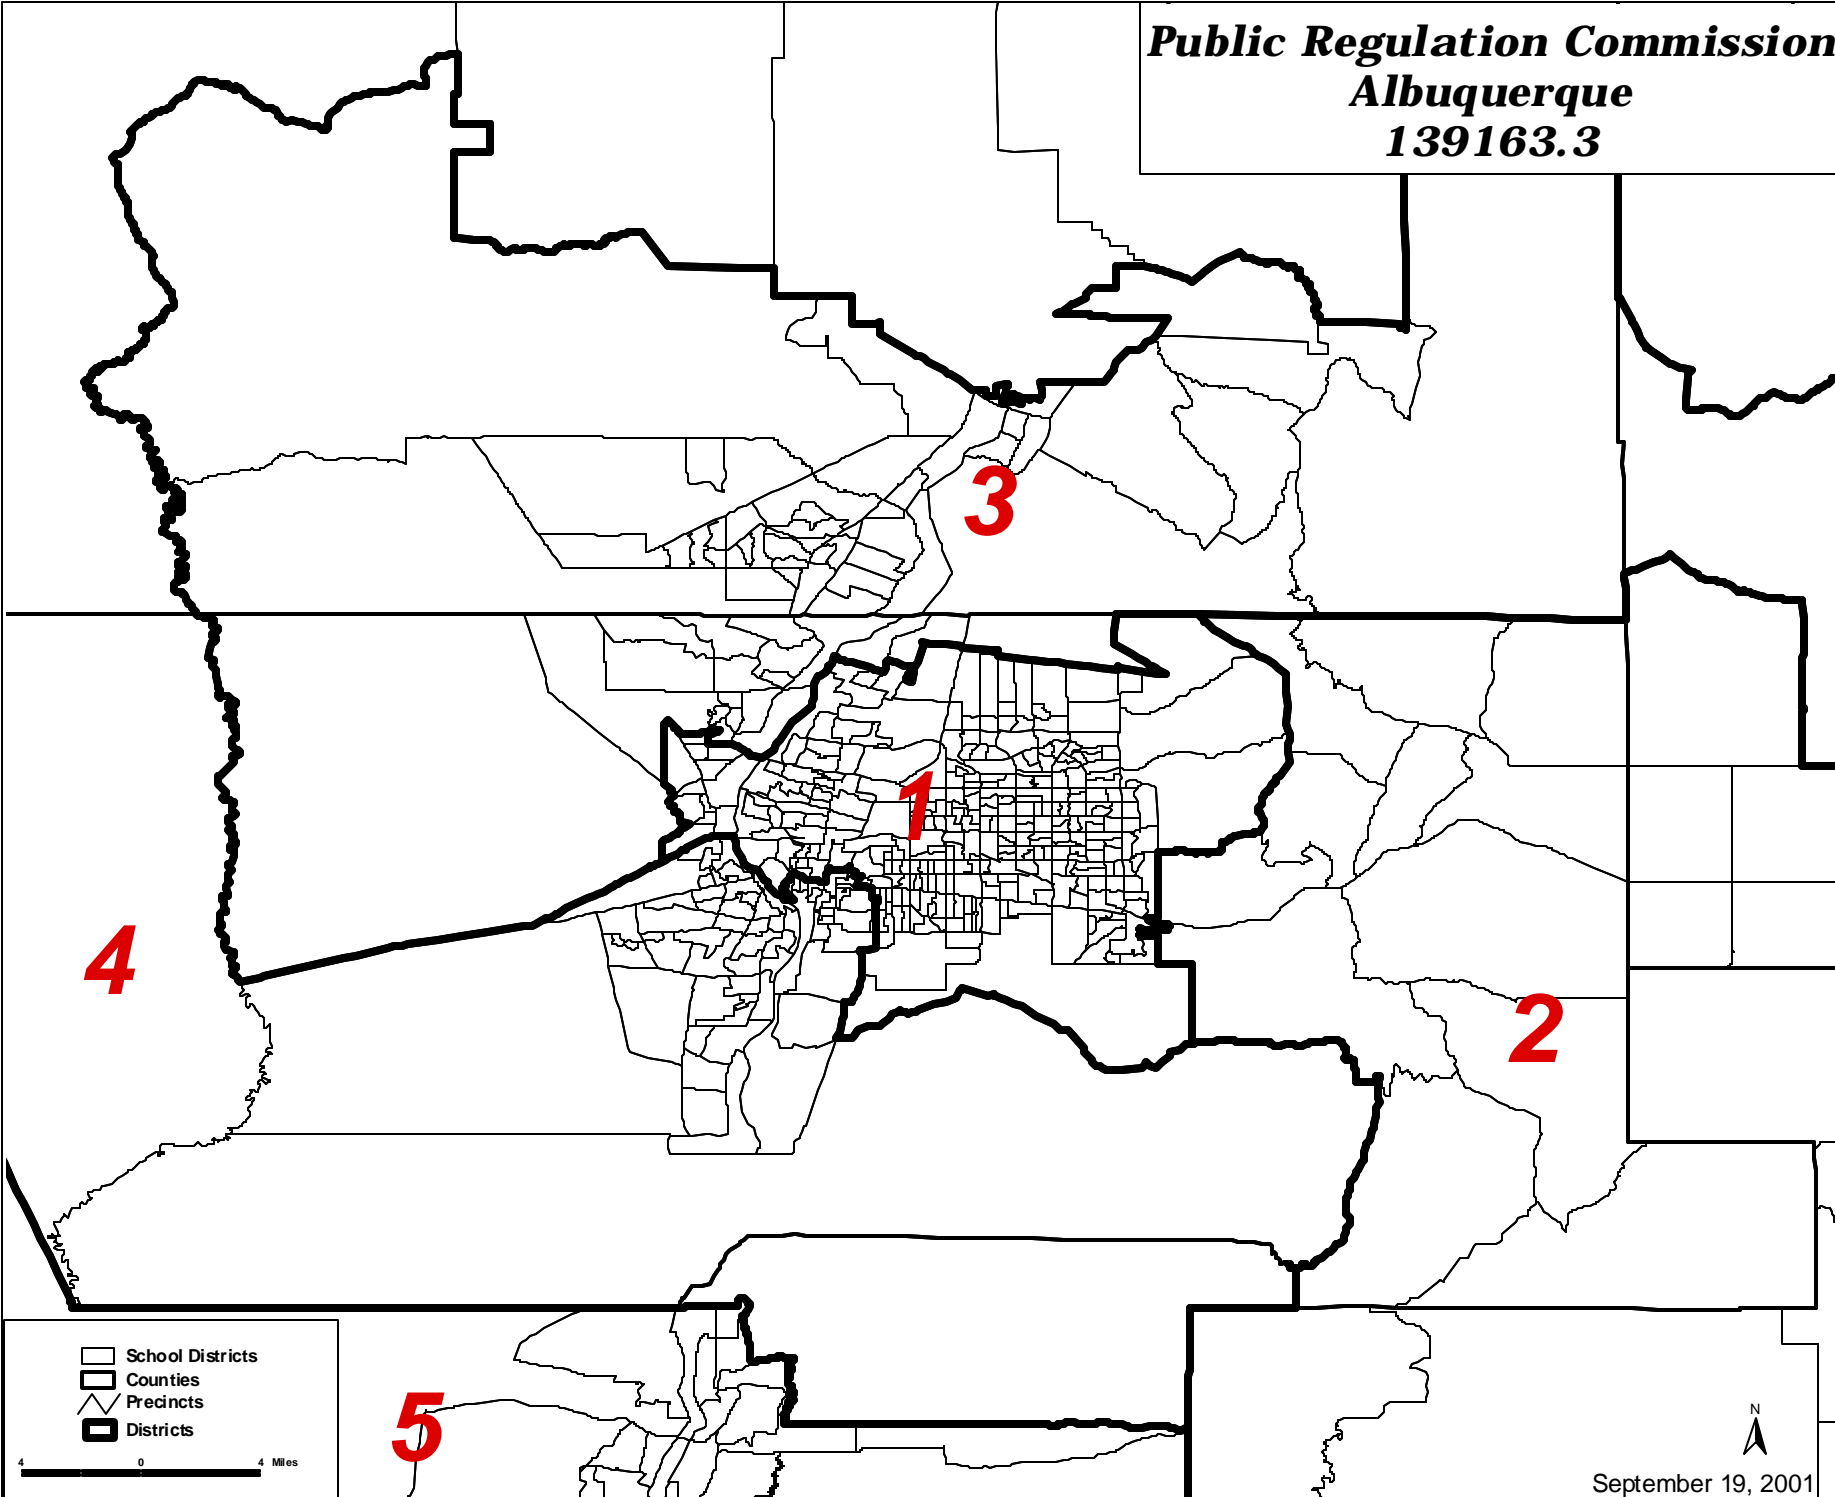 Public Regulation Commission
Albuquerque
139163.3
3
1
4
2
5
School Districts
Counties
Precincts
Districts
4 0 4 Miles
N
September 19, 2001